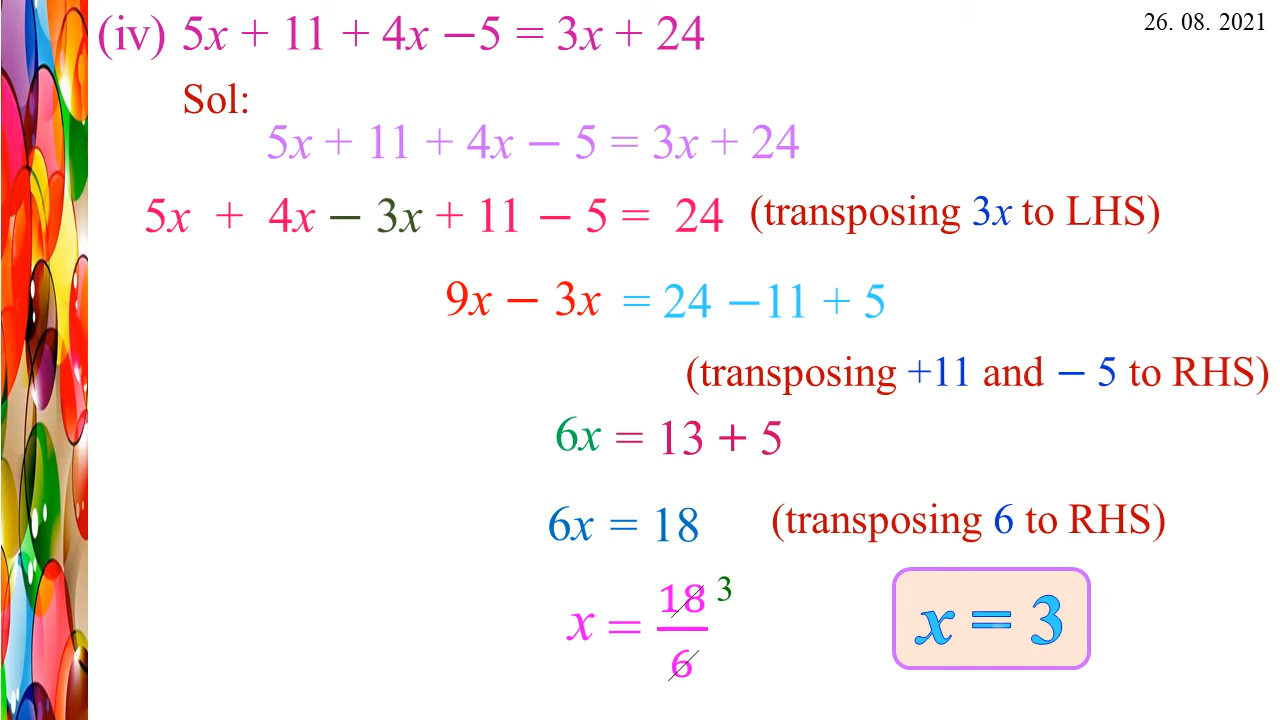 (iv) 5x + 11 + 4x −5 = 3x + 24
26. 08. 2021
Sol:
5x + 11 + 4x − 5 = 3x + 24
5x + 4x − 3x + 11 − 5 = 24 (transposing 3x to LHS)
9x − 3x = 24 −11 + 5
(transposing +11 and − 5 to RHS)
6x = 13 + 5
6x = 18 (transposing 6 to RHS)
x = 18/6 3
x = 3